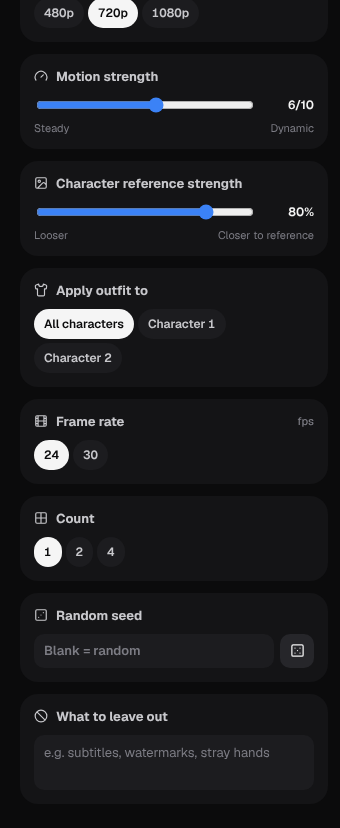 480p 720p 1080p
Motion strength
6/10
Steady Dynamic
Character reference strength
80%
Looser Closer to reference
Apply outfit to
All characters Character 1
Character 2
Frame rate fps
24 30
Count
1 2 4
Random seed
Blank = random
What to leave out
e.g. subtitles, watermarks, stray hands